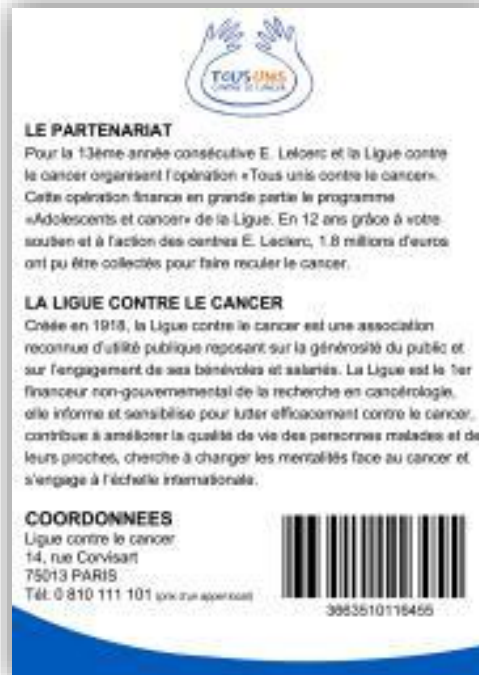 TOUS UNIS
CONTRE LE CANCER
LE PARTENARIAT
Pour la 13ème année consécutive E. Lelcerc et la Ligue contre
le cancer organisent l'opération «Tous unis contre le cancer».
Cette opération finance en grande partie le programme
«Adolescents et cancer» de la Ligue. En 12 ans grâce à votre
soutien et à l'action des centres E. Leclerc, 1.8 millions d'euros
ont pu être collectés pour faire reculer le cancer.
LA LIGUE CONTRE LE CANCER
Créée en 1918, la Ligue contre le cancer est une association
reconnue d'utilité publique reposant sur la générosité du public et
sur l'engagement de ses bénévoles et salariés. La Ligue est le 1er
financeur non-gouvernemental de la recherche en cancérologie,
elle informe et sensibilise pour lutter efficacement contre le cancer,
contribue à améliorer la qualité de vie des personnes malades et de
leurs proches, cherche à changer les mentalités face au cancer et
s'engage à l'échelle internationale.
COORDONNEES
Ligue contre le cancer
14, rue Corvisart
75013 PARIS
Tél: 0 810 111 101 (prix d'un appel local)
3663510116455